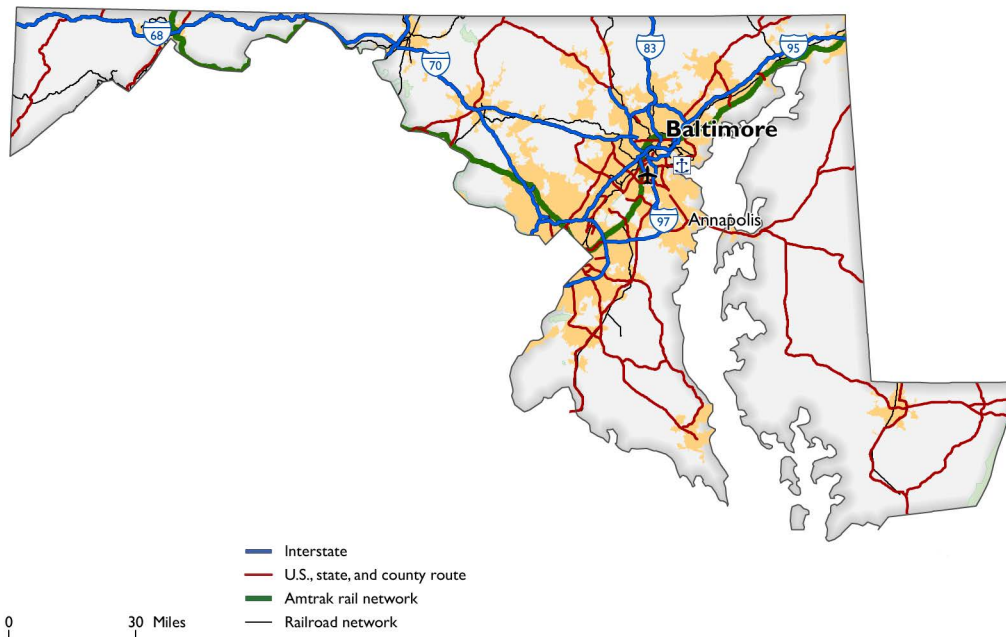 68
70
83
95
Baltimore
97
Annapolis
Interstate
U.S., state, and county route
Amtrak rail network
0 30 Miles
Railroad network